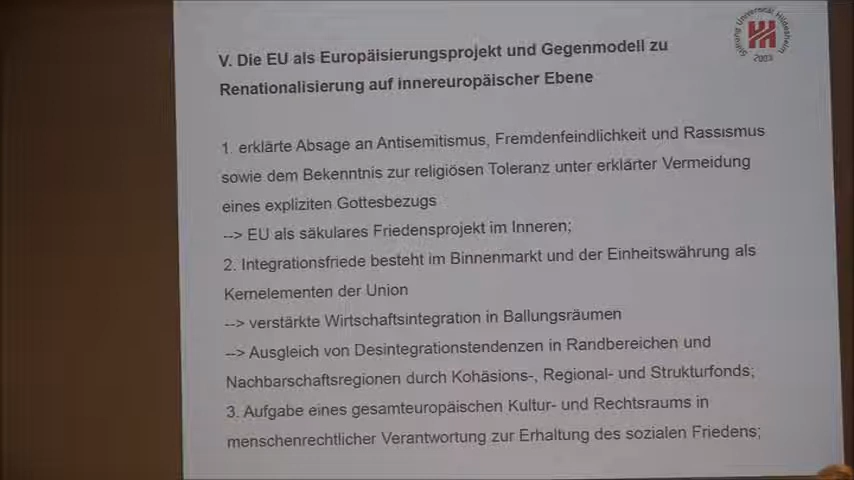 V. Die EU als Europäisierungsprojekt und Gegenmodell zu
Renationalisierung auf innereuropäischer Ebene
Stiftung Universität Hildesheim
2003
1. erklärte Absage an Antisemitismus, Fremdenfeindlichkeit und Rassismus
sowie dem Bekenntnis zur religiösen Toleranz unter erklärter Vermeidung
eines expliziten Gottesbezugs
--> EU als säkulares Friedensprojekt im Inneren;
2. Integrationsfriede besteht im Binnenmarkt und der Einheitswährung als
Kernelementen der Union
--> verstärkte Wirtschaftsintegration in Ballungsräumen
--> Ausgleich von Desintegrationstendenzen in Randbereichen und
Nachbarschaftsregionen durch Kohäsions-, Regional- und Strukturfonds;
3. Aufgabe eines gesamteuropäischen Kultur- und Rechtsraums in
menschenrechtlicher Verantwortung zur Erhaltung des sozialen Friedens;